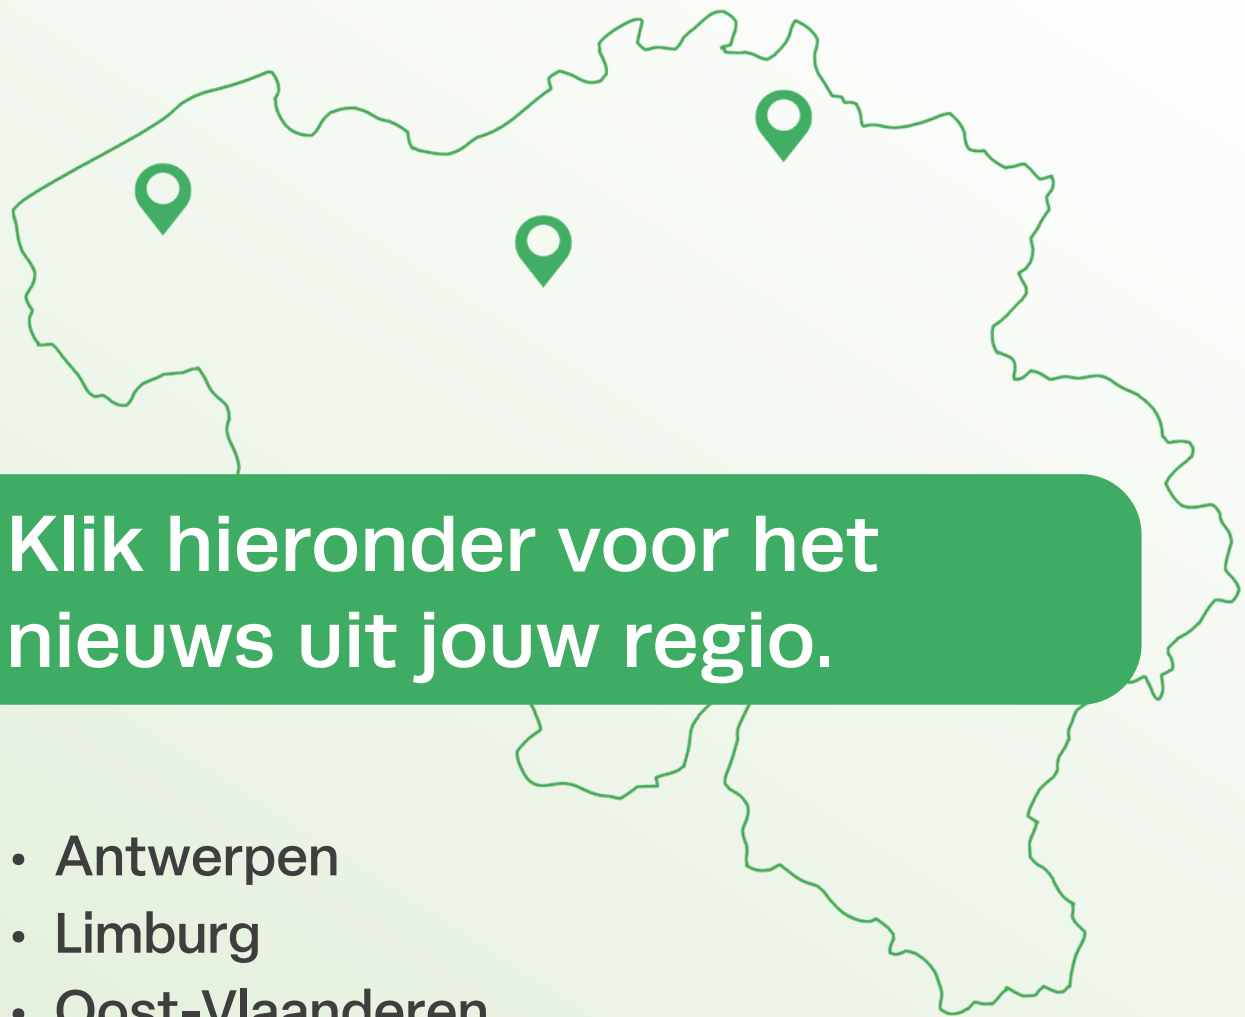 Klik hieronder voor het
nieuws uit jouw regio.
• Antwerpen
• Limburg
• Oost-Vlaanderen